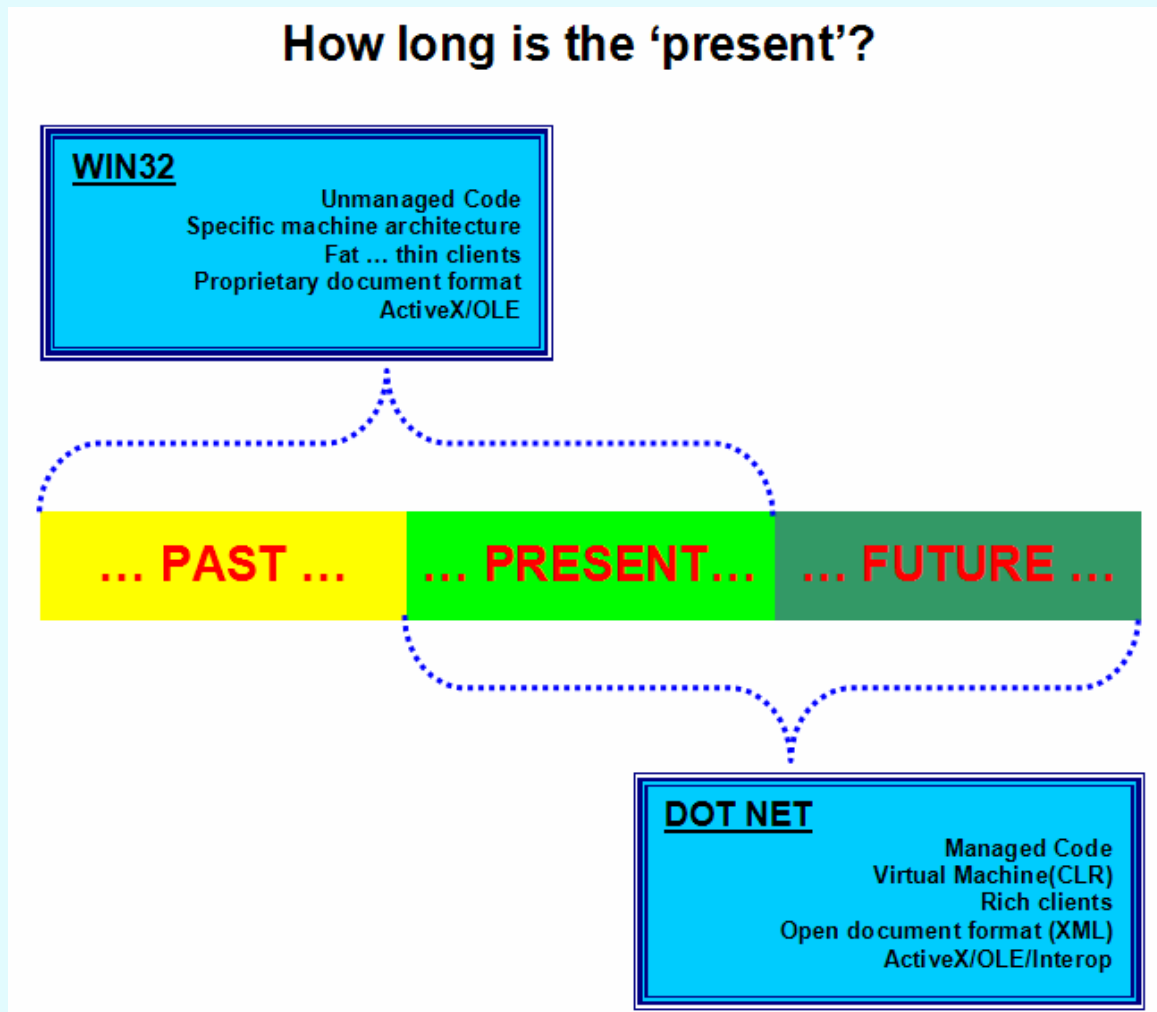 How long is the ‘present’?
WIN32
Unmanaged Code
Specific machine architecture
Fat ... thin clients
Proprietary document format
ActiveX/OLE
... PAST ...
... PRESENT...
... FUTURE ...
DOT NET
Managed Code
Virtual Machine(CLR)
Rich clients
Open document format (XML)
ActiveX/OLE/Interop